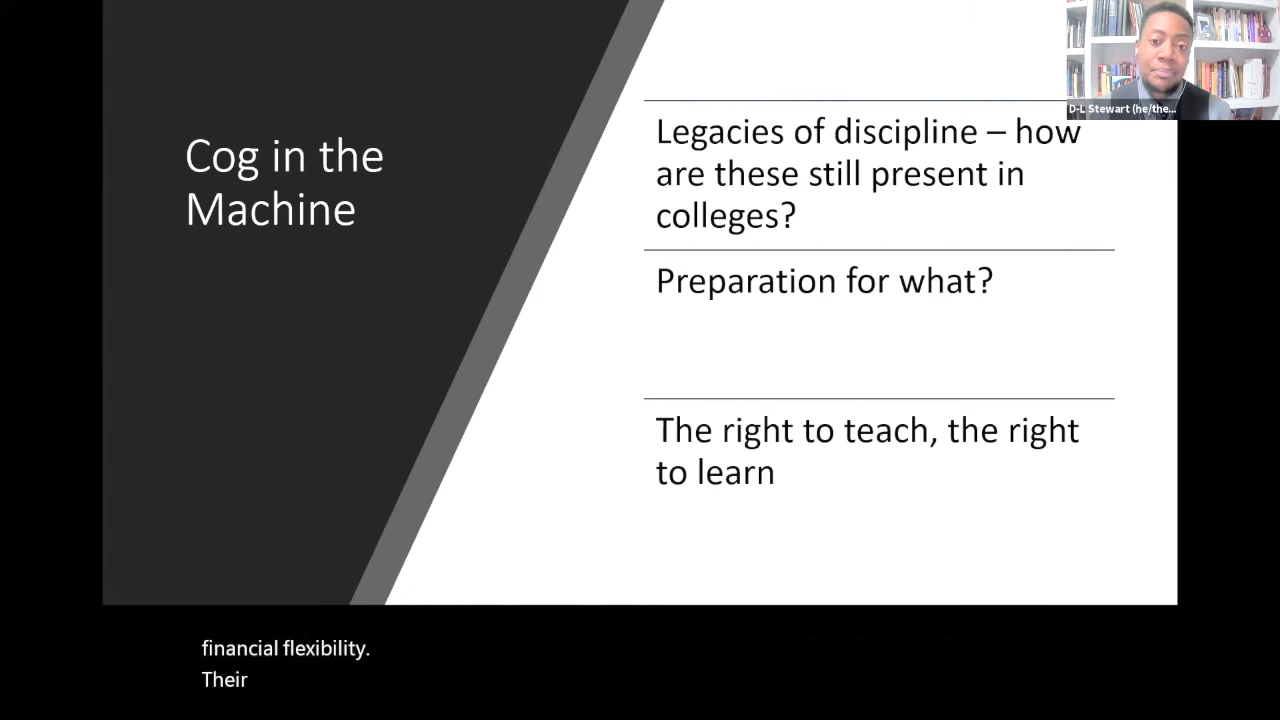 D-L Stewart (he/the...
Cog in the
Machine
Legacies of discipline – how
are these still present in
colleges?
Preparation for what?
The right to teach, the right
to learn
financial flexibility.
Their